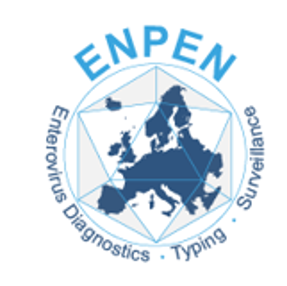 ENPEN
Enterovirus Diagnostics · Typing · Surveillance